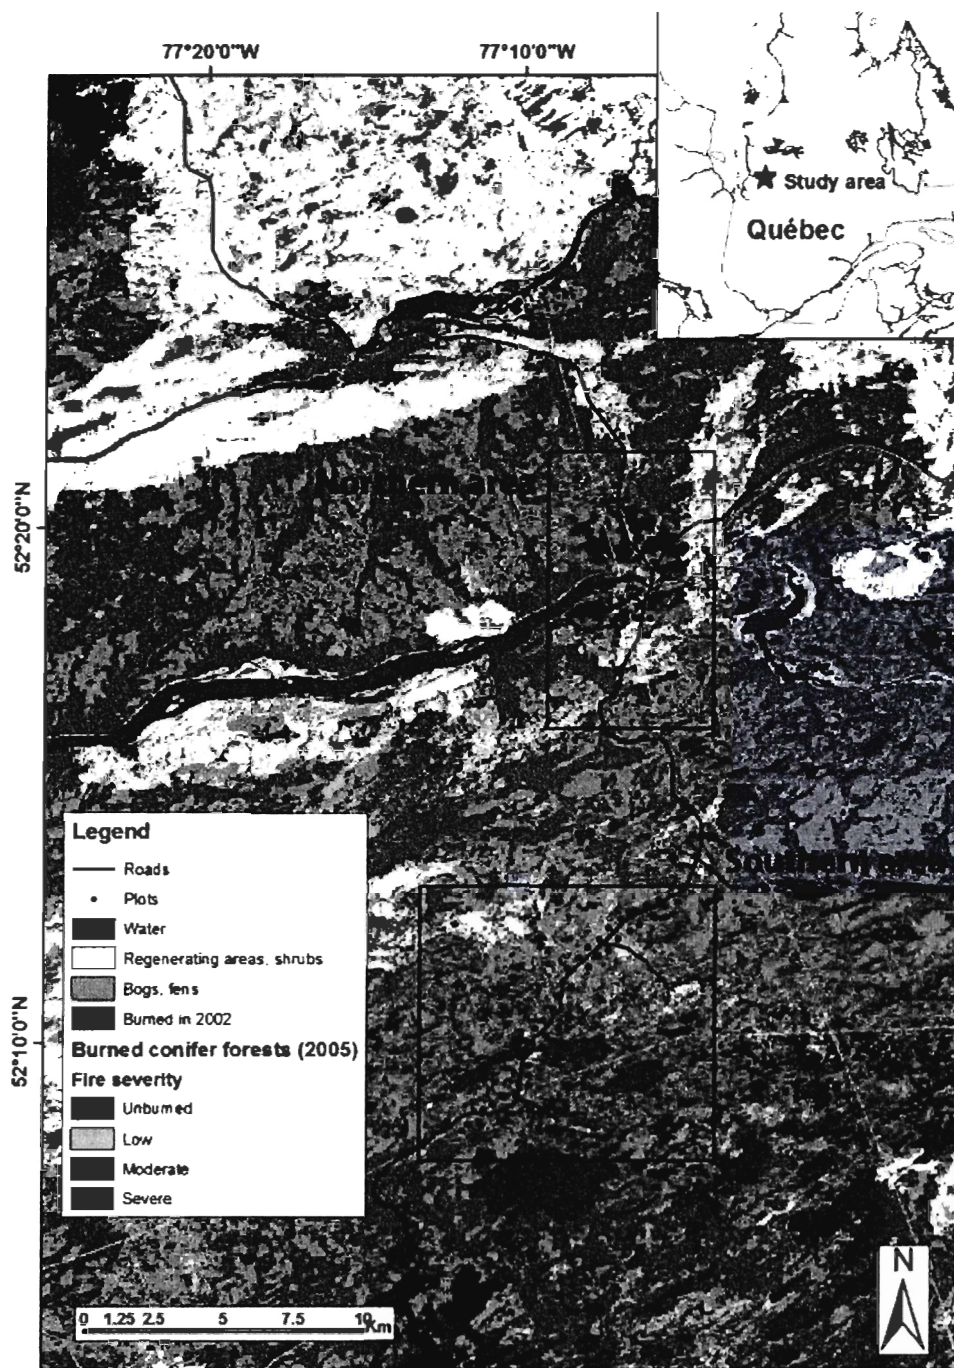 77°20'0"W
77°10'0"W
Study area
Québec
52°20'0"N
Northern area
Southern area
Legend
Roads
Plots
Water
Regenerating areas, shrubs
Bogs, fens
Burned in 2002
Burned conifer forests (2005)
Fire severity
Unburned
Low
Moderate
Severe
52°10'0"N
0 1.25 2.5 5 7.5 10
Km
N